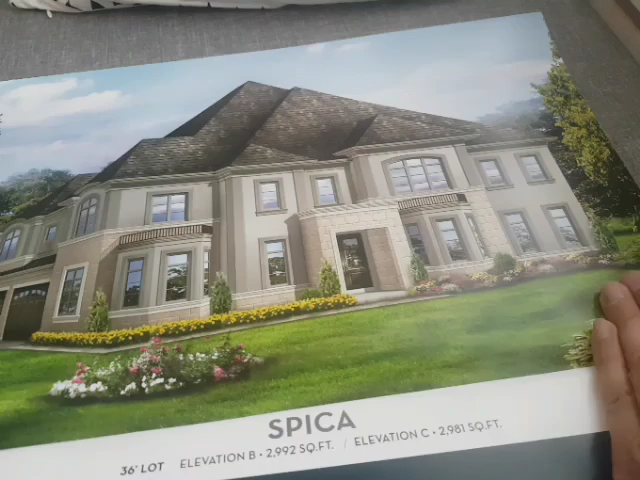 SPICA
36' LOT ELEVATION B • 2,992 SQ.FT. / ELEVATION C • 2,981 SQ.FT.